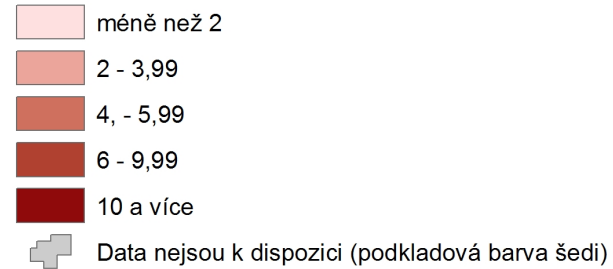 méně než 2
2 - 3,99
4, - 5,99
6 - 9,99
10 a více
Data nejsou k dispozici (podkladová barva šedi)